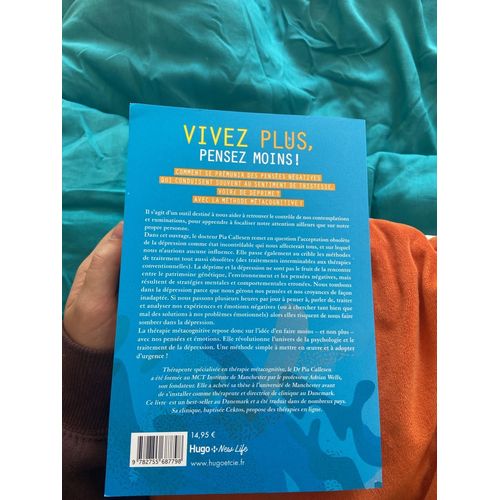 VIVEZ PLUS,
PENSEZ MOINS !
COMMENT SE PRÉMUNIR DES PENSÉES NÉGATIVES
QUI CONDUISENT SOUVENT AU SENTIMENT DE TRISTESSE,
VOIRE DE DÉPRIME ?
AVEC LA MÉTHODE MÉTACOGNITIVE !
Il s'agit d'un outil destiné à nous aider à retrouver le contrôle de nos contemplations
et ruminations, pour apprendre à focaliser notre attention ailleurs que sur notre
propre personne.
Dans cet ouvrage, le docteur Pia Callesen remet en question l'acceptation obsolète
de la dépression comme état incontrôlable qui nous affecterait tous, et sur lequel
nous n'aurions aucune influence. Elle passe également au crible les méthodes
de traitement tout aussi obsolètes (des traitements interminables aux thérapies
conventionnelles). La déprime et la dépression ne sont pas le fruit de la rencontre
entre le patrimoine génétique, l'environnement et les pensées négatives, mais
résultent de stratégies mentales et comportementales erronées. Nous tombons
dans la dépression parce que nous gérons nos pensées et nos croyances de façon
inadaptée. Si nous passons plusieurs heures par jour à penser, à parler, de traiter
et analyser nos expériences et émotions négatives (ou à chercher tant bien que
mal des solutions à nos problèmes émotionnels) alors elles risquent de nous faire
sombrer dans la dépression.
La thérapie métacognitive repose donc sur l'idée d'en faire moins – et non plus –
avec nos pensées et émotions. Elle révolutionne l'univers de la psychologie et le
traitement de la dépression. Une méthode simple à mettre en œuvre et à adopter
d'urgence !
Thérapeute spécialisée en thérapie métacognitive, le Dr Pia Callesen
a été formée au MCT Institute de Manchester par le professeur Adrian Wells,
son fondateur. Elle a achevé sa thèse à l'université de Manchester avant
de s'installer comme thérapeute et directrice de clinique au Danemark.
Ce livre est un best-seller au Danemark et a été traduit dans de nombreux pays.
Sa clinique, baptisée Cektos, propose des thérapies en ligne.
14,95 €
Hugo New Life
www.hugoetcie.fr
9 782755 687798